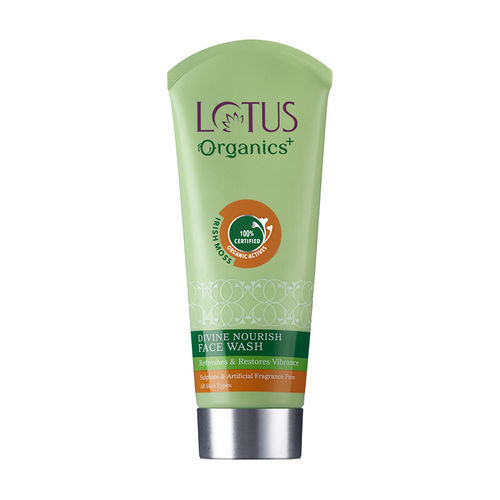 LOTUS
Organics+
IRISH MOSS
100%
CERTIFIED
ORGANIC ACTIVES
DIVINE NOURISH
FACE WASH
Refreshes & Restores Vibrance
Sulphate & Artificial Fragrance Free
All Skin Types